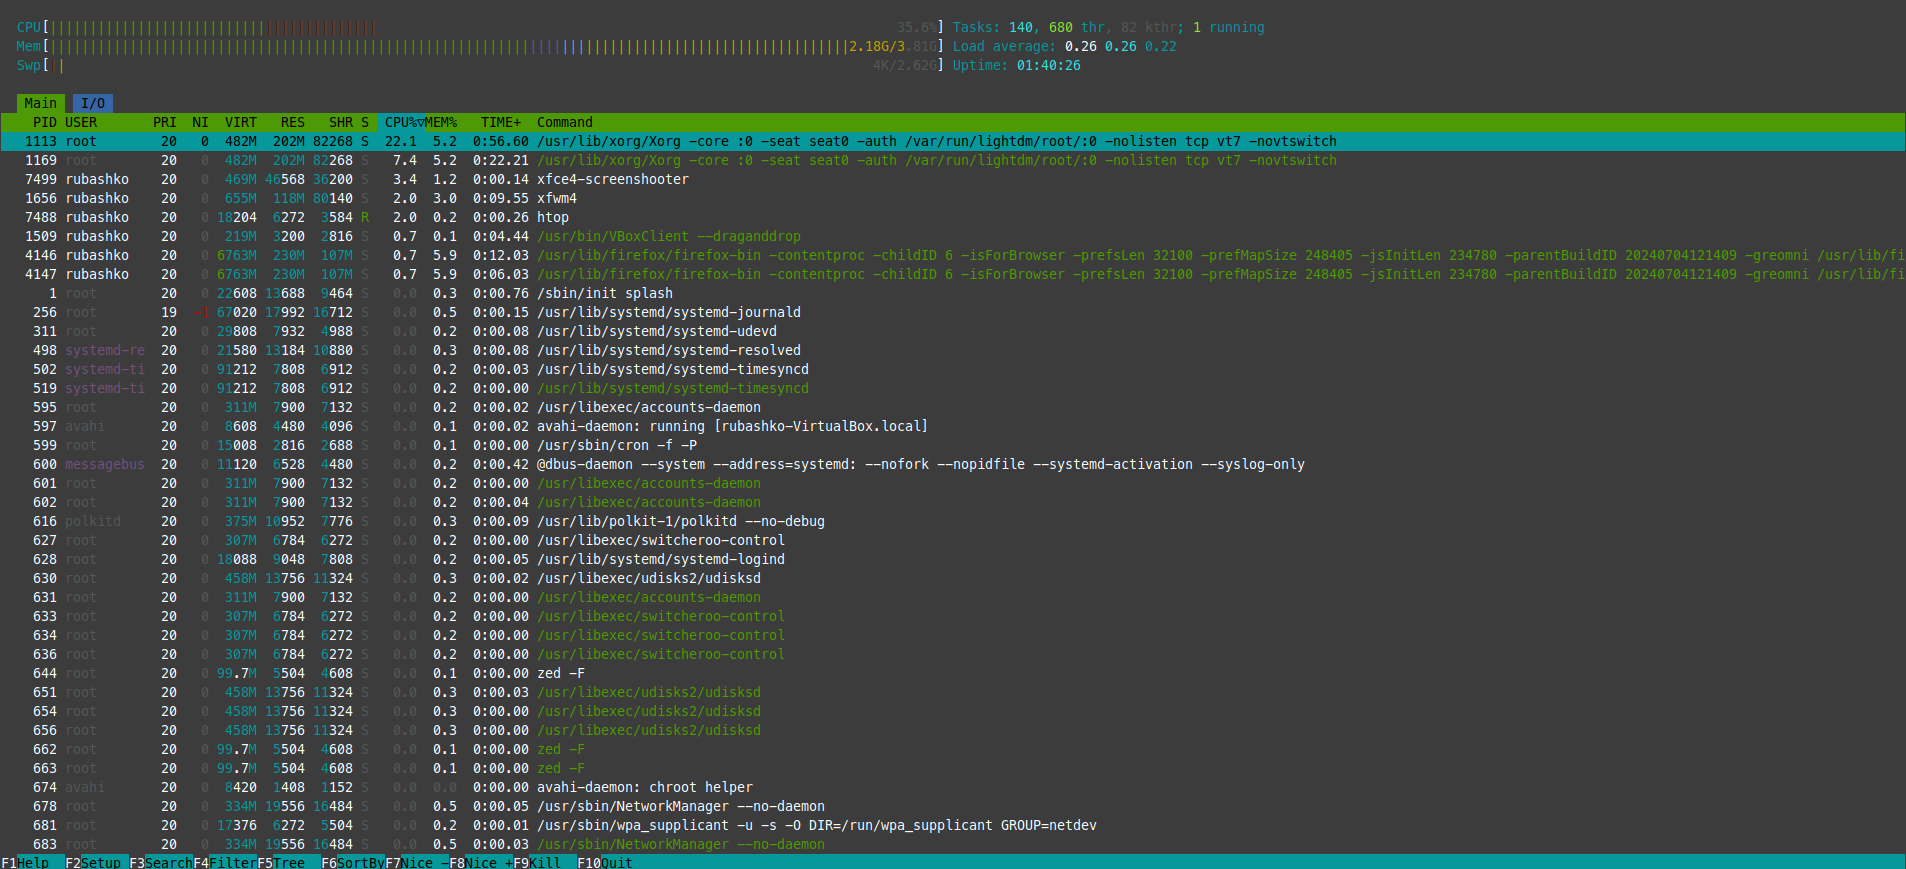 CPU[||||||||||||||||||||||||||||||||||||||||| 35.6%] Tasks: 140, 680 thr, 82 kthr; 1 running
Mem[||||||||||||||||||||||||||||||||||||||||||||||||||||||||||||||||||||||||||||||||||||||||||||||||||||2.18G/3.81G] Load average: 0.26 0.26 0.22
Swp[|| 4K/2.62G] Uptime: 01:40:26
Main I/O
PID USER PRI NI VIRT RES SHR S CPU%▽MEM% TIME+ Command
1113 root 20 0 482M 202M 82268 S 22.1 5.2 0:56.60 /usr/lib/xorg/Xorg -core :0 -seat seat0 -auth /var/run/lightdm/root/:0 -nolisten tcp vt7 -novtswitch
1169 root 20 0 482M 202M 82268 S 7.4 5.2 0:22.21 /usr/lib/xorg/Xorg -core :0 -seat seat0 -auth /var/run/lightdm/root/:0 -nolisten tcp vt7 -novtswitch
7499 rubashko 20 0 469M 46568 36200 S 3.4 1.2 0:00.14 xfce4-screenshooter
1656 rubashko 20 0 655M 118M 80140 S 2.0 3.0 0:09.55 xfwm4
7488 rubashko 20 0 18204 6272 3584 R 2.0 0.2 0:00.26 htop
1509 rubashko 20 0 219M 3200 2816 S 0.7 0.1 0:04.44 /usr/bin/VBoxClient --draganddrop
4146 rubashko 20 0 6763M 230M 107M S 0.7 5.9 0:12.03 /usr/lib/firefox/firefox-bin -contentproc -childID 6 -isForBrowser -prefsLen 32100 -prefMapSize 248405 -jsInitLen 234780 -parentBuildID 20240704121409 -greomni /usr/lib/fi
4147 rubashko 20 0 6763M 230M 107M S 0.7 5.9 0:06.03 /usr/lib/firefox/firefox-bin -contentproc -childID 6 -isForBrowser -prefsLen 32100 -prefMapSize 248405 -jsInitLen 234780 -parentBuildID 20240704121409 -greomni /usr/lib/fi
1 root 20 0 22608 13688 9464 S 0.0 0.3 0:00.76 /sbin/init splash
256 root 19 -1 67020 17992 16712 S 0.0 0.5 0:00.15 /usr/lib/systemd/systemd-journald
311 root 20 0 29808 7932 4988 S 0.0 0.2 0:00.08 /usr/lib/systemd/systemd-udevd
498 systemd-re 20 0 21580 13184 10880 S 0.0 0.3 0:00.08 /usr/lib/systemd/systemd-resolved
502 systemd-ti 20 0 91212 7808 6912 S 0.0 0.2 0:00.03 /usr/lib/systemd/systemd-timesyncd
519 systemd-ti 20 0 91212 7808 6912 S 0.0 0.2 0:00.00 /usr/lib/systemd/systemd-timesyncd
595 root 20 0 311M 7900 7132 S 0.0 0.2 0:00.02 /usr/libexec/accounts-daemon
597 avahi 20 0 8608 4480 4096 S 0.0 0.1 0:00.02 avahi-daemon: running [rubashko-VirtualBox.local]
599 root 20 0 15008 2816 2688 S 0.0 0.1 0:00.00 /usr/sbin/cron -f -P
600 messagebus 20 0 11120 6528 4480 S 0.0 0.2 0:00.42 @dbus-daemon --system --address=systemd: --nofork --nopidfile --systemd-activation --syslog-only
601 root 20 0 311M 7900 7132 S 0.0 0.2 0:00.00 /usr/libexec/accounts-daemon
602 root 20 0 311M 7900 7132 S 0.0 0.2 0:00.04 /usr/libexec/accounts-daemon
616 polkitd 20 0 375M 10952 7776 S 0.0 0.3 0:00.09 /usr/lib/polkit-1/polkitd --no-debug
627 root 20 0 307M 6784 6272 S 0.0 0.2 0:00.00 /usr/libexec/switcheroo-control
628 root 20 0 18088 9048 7808 S 0.0 0.2 0:00.05 /usr/lib/systemd/systemd-logind
630 root 20 0 458M 13756 11324 S 0.0 0.3 0:00.02 /usr/libexec/udisks2/udisksd
631 root 20 0 311M 7900 7132 S 0.0 0.2 0:00.00 /usr/libexec/accounts-daemon
633 root 20 0 307M 6784 6272 S 0.0 0.2 0:00.00 /usr/libexec/switcheroo-control
634 root 20 0 307M 6784 6272 S 0.0 0.2 0:00.00 /usr/libexec/switcheroo-control
636 root 20 0 307M 6784 6272 S 0.0 0.2 0:00.00 /usr/libexec/switcheroo-control
644 root 20 0 99.7M 5504 4608 S 0.0 0.1 0:00.00 zed -F
651 root 20 0 458M 13756 11324 S 0.0 0.3 0:00.03 /usr/libexec/udisks2/udisksd
654 root 20 0 458M 13756 11324 S 0.0 0.3 0:00.00 /usr/libexec/udisks2/udisksd
656 root 20 0 458M 13756 11324 S 0.0 0.3 0:00.00 /usr/libexec/udisks2/udisksd
662 root 20 0 99.7M 5504 4608 S 0.0 0.1 0:00.00 zed -F
663 root 20 0 99.7M 5504 4608 S 0.0 0.1 0:00.00 zed -F
674 avahi 20 0 8420 1408 1152 S 0.0 0.0 0:00.00 avahi-daemon: chroot helper
678 root 20 0 334M 19556 16484 S 0.0 0.5 0:00.05 /usr/sbin/NetworkManager --no-daemon
681 root 20 0 17376 6272 5504 S 0.0 0.2 0:00.01 /usr/sbin/wpa_supplicant -u -s -O DIR=/run/wpa_supplicant GROUP=netdev
683 root 20 0 334M 19556 16484 S 0.0 0.5 0:00.03 /usr/sbin/NetworkManager --no-daemon
F1Help F2Setup F3SearchF4FilterF5Tree F6SortByF7Nice -F8Nice +F9Kill F10Quit